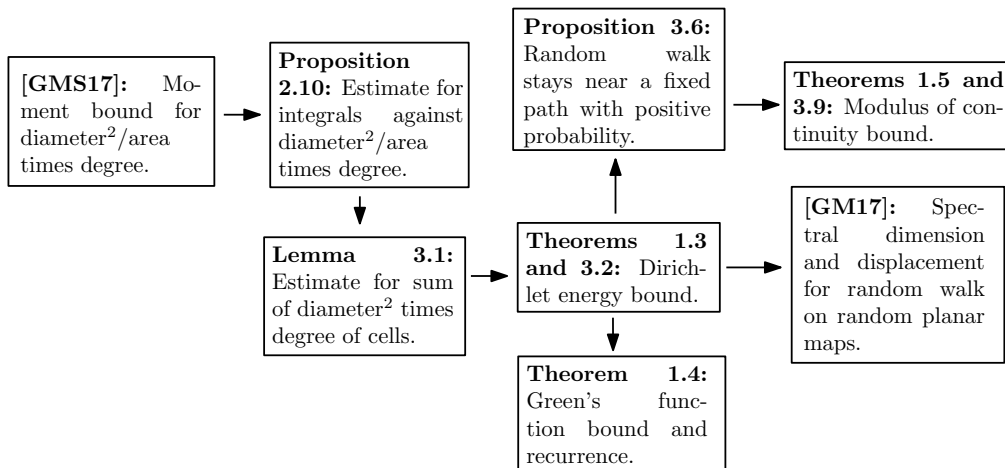 [GMS17]: Mo-
ment bound for
diameter²/area
times degree.
Proposition
2.10: Estimate for
integrals against
diameter²/area
times degree.
Proposition 3.6:
Random walk
stays near a fixed
path with positive
probability.
Theorems 1.5 and
3.9: Modulus of con-
tinuity bound.
Lemma 3.1:
Estimate for sum
of diameter² times
degree of cells.
Theorems 1.3
and 3.2: Dirich-
let energy bound.
[GM17]: Spec-
tral dimension
and displacement
for random walk
on random planar
maps.
Theorem 1.4:
Green's func-
tion bound and
recurrence.